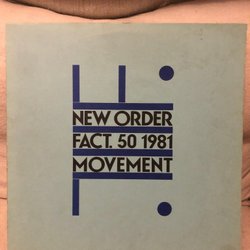 NEW ORDER
FACT. 50 1981
MOVEMENT